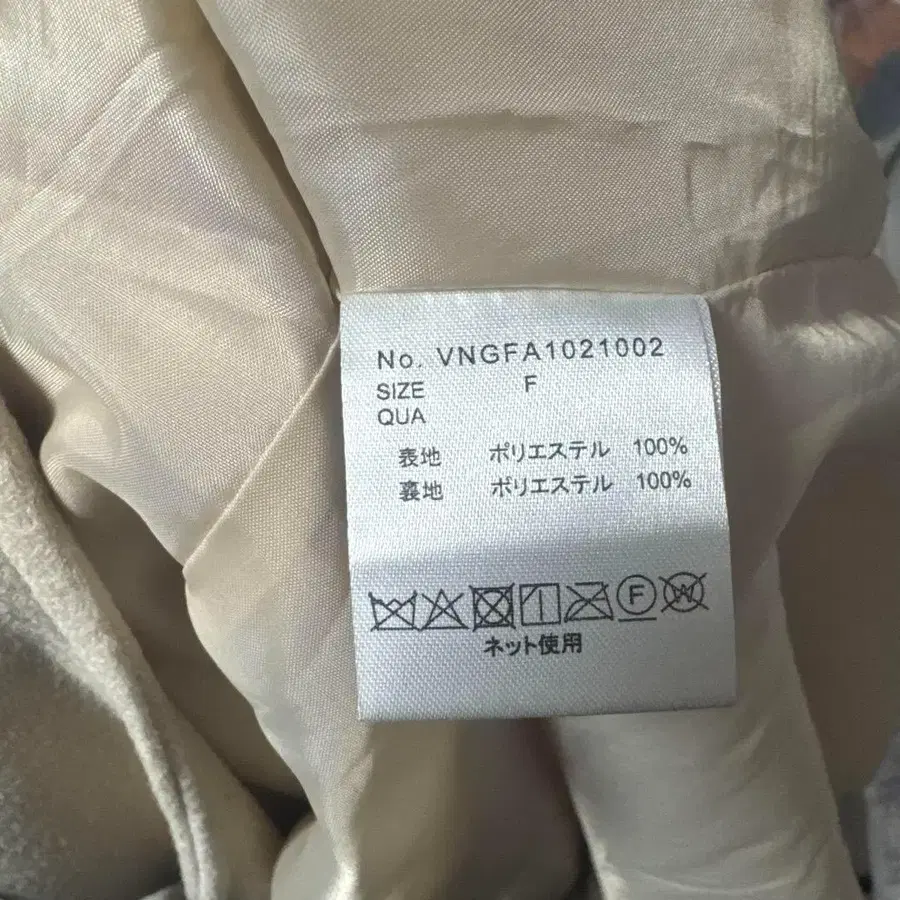 No. VNGFA1021002
SIZE F
QUA
表地 ポリエステル 100%
裏地 ポリエステル 100%
F W
ネット使用